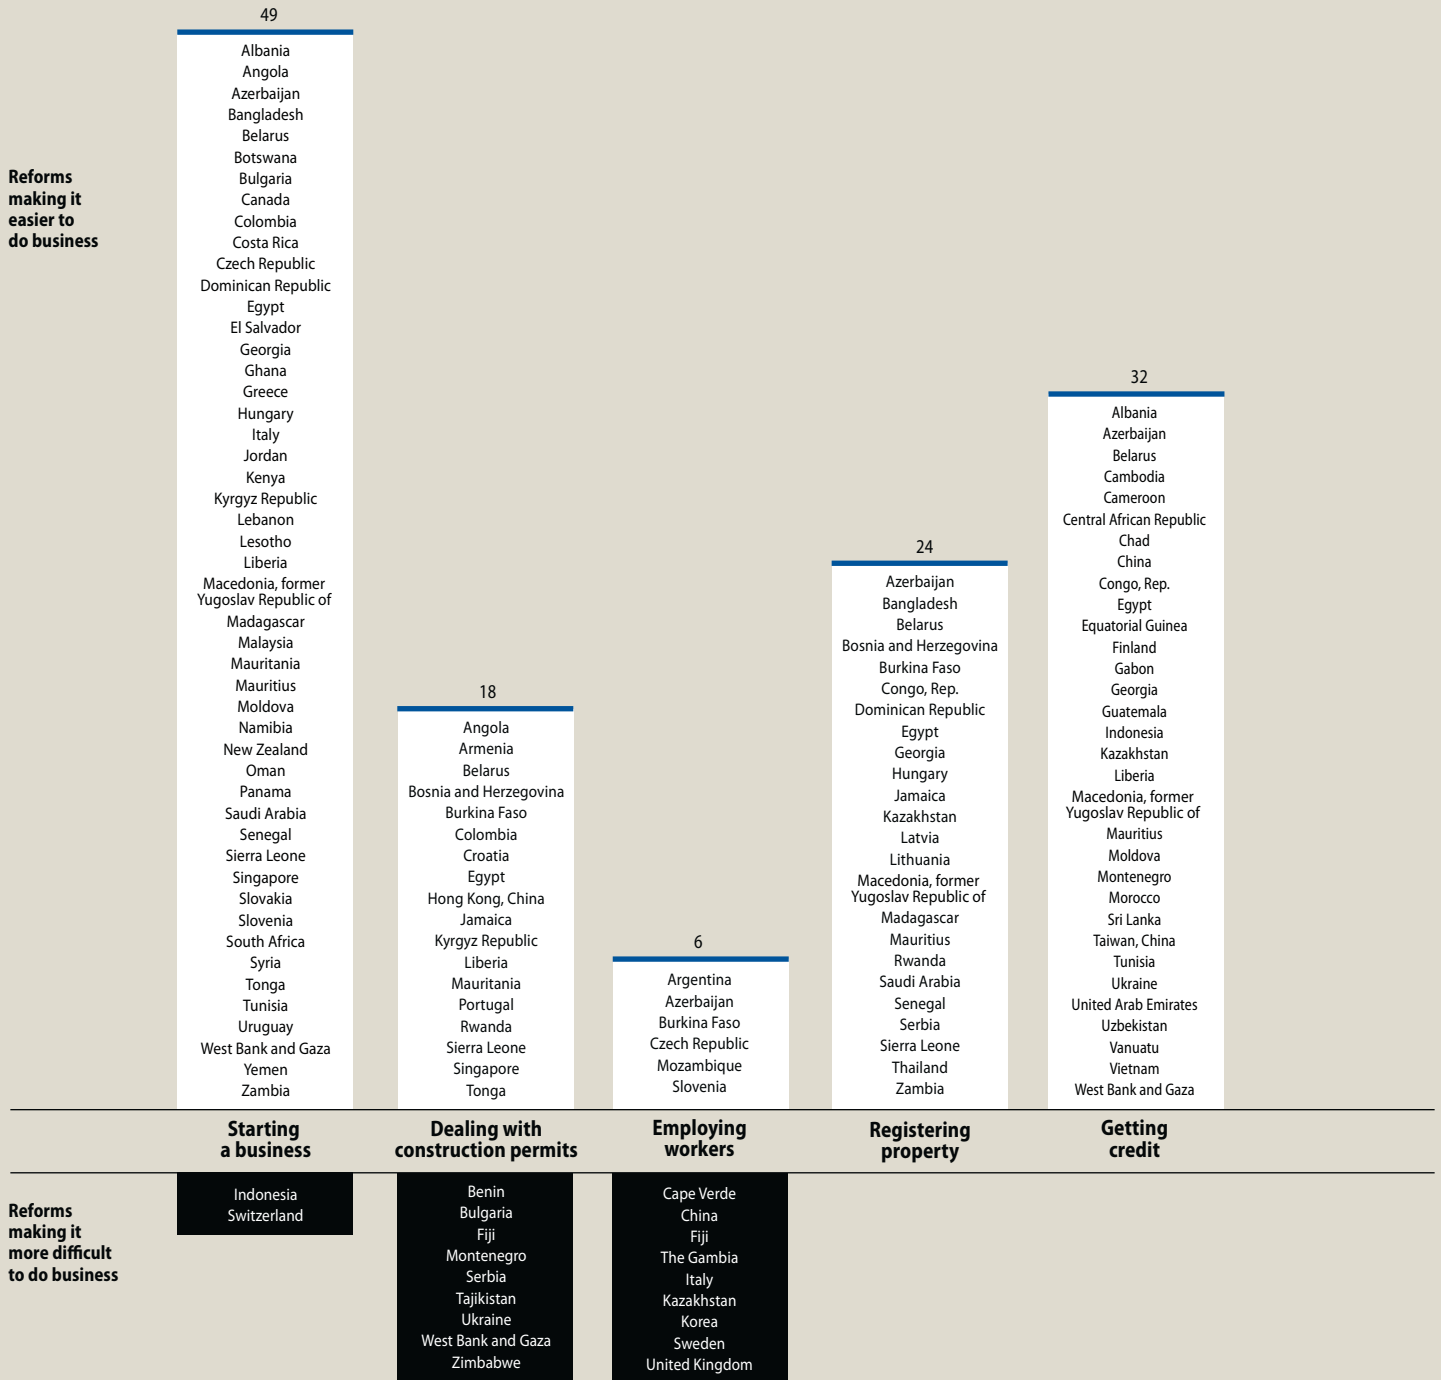 Reforms
making it
easier to
do business
49
Albania
Angola
Azerbaijan
Bangladesh
Belarus
Botswana
Bulgaria
Canada
Colombia
Costa Rica
Czech Republic
Dominican Republic
Egypt
El Salvador
Georgia
Ghana
Greece
Hungary
Italy
Jordan
Kenya
Kyrgyz Republic
Lebanon
Lesotho
Liberia
Macedonia, former
Yugoslav Republic of
Madagascar
Malaysia
Mauritania
Mauritius
Moldova
Namibia
New Zealand
Oman
Panama
Saudi Arabia
Senegal
Sierra Leone
Singapore
Slovakia
Slovenia
South Africa
Syria
Tonga
Tunisia
Uruguay
West Bank and Gaza
Yemen
Zambia
18
Angola
Armenia
Belarus
Bosnia and Herzegovina
Burkina Faso
Colombia
Croatia
Egypt
Hong Kong, China
Jamaica
Kyrgyz Republic
Liberia
Mauritania
Portugal
Rwanda
Sierra Leone
Singapore
Tonga
6
Argentina
Azerbaijan
Burkina Faso
Czech Republic
Mozambique
Slovenia
24
Azerbaijan
Bangladesh
Belarus
Bosnia and Herzegovina
Burkina Faso
Congo, Rep.
Dominican Republic
Egypt
Georgia
Hungary
Jamaica
Kazakhstan
Latvia
Lithuania
Macedonia, former
Yugoslav Republic of
Madagascar
Mauritius
Rwanda
Saudi Arabia
Senegal
Serbia
Sierra Leone
Thailand
Zambia
32
Albania
Azerbaijan
Belarus
Cambodia
Cameroon
Central African Republic
Chad
China
Congo, Rep.
Egypt
Equatorial Guinea
Finland
Gabon
Georgia
Guatemala
Indonesia
Kazakhstan
Liberia
Macedonia, former
Yugoslav Republic of
Mauritius
Moldova
Montenegro
Morocco
Sri Lanka
Taiwan, China
Tunisia
Ukraine
United Arab Emirates
Uzbekistan
Vanuatu
Vietnam
West Bank and Gaza
Starting
a business
Dealing with
construction permits
Employing
workers
Registering
property
Getting
credit
Reforms
making it
more difficult
to do business
Indonesia
Switzerland
Benin
Bulgaria
Fiji
Montenegro
Serbia
Tajikistan
Ukraine
West Bank and Gaza
Zimbabwe
Cape Verde
China
Fiji
The Gambia
Italy
Kazakhstan
Korea
Sweden
United Kingdom